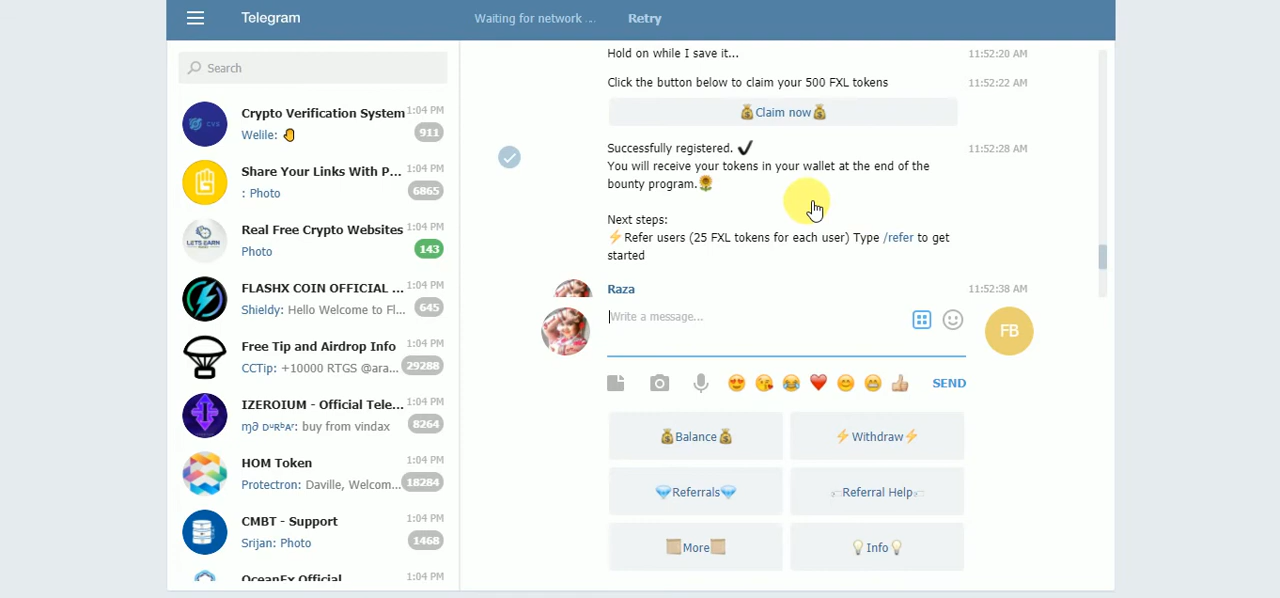 Telegram
Waiting for network ...
Retry
Search
Crypto Verification System
1:04 PM
Welile: 🤚
911
Share Your Links With P...
1:04 PM
: Photo
6865
Real Free Crypto Websites
1:04 PM
Photo
143
FLASHX COIN OFFICIAL ...
1:04 PM
Shieldy: Hello Welcome to Fl...
645
Free Tip and Airdrop Info
1:04 PM
CCTip: +10000 RTGS @ara...
29288
IZEROIUM - Official Tele...
1:04 PM
buy from vindax
8264
HOM Token
1:04 PM
Protectron: Daville, Welcom...
18284
CMBT - Support
1:04 PM
Srijan: Photo
1468
OceanEx Official
1:04 PM
Hold on while I save it...
11:52:20 AM
Click the button below to claim your 500 FXL tokens
11:52:22 AM
💰Claim now💰
Successfully registered. ✔
11:52:28 AM
You will receive your tokens in your wallet at the end of the
bounty program.🌻
Next steps:
⚡Refer users (25 FXL tokens for each user) Type /refer to get
started
Raza
11:52:38 AM
Write a message...
FB
SEND
💰Balance💰
⚡Withdraw⚡
💎Referrals💎
Referral Help
📜More📜
💡Info💡
CVS
LETS EARN